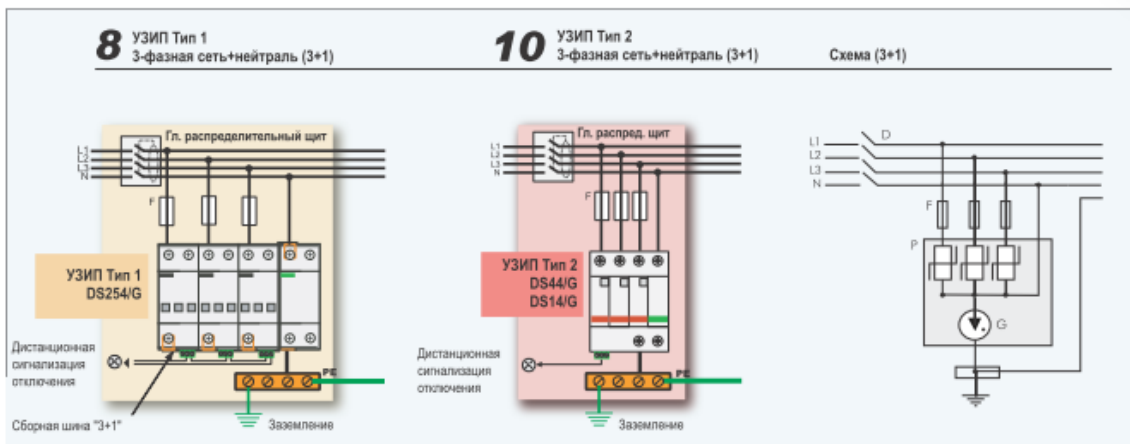 8 УЗИП Тип 1
3-фазная сеть+нейтраль (3+1)
10 УЗИП Тип 2
3-фазная сеть+нейтраль (3+1)
Схема (3+1)
Гл. распределительный щит
L1
L2
L3
N
F
УЗИП Тип 1
DS254/G
Дистанционная
сигнализация
отключения
Сборная шина "3+1"
PE
Заземление
Гл. распред. щит
L1
L2
L3
N
F
УЗИП Тип 2
DS44/G
DS14/G
Дистанционная
сигнализация
отключения
PE
Заземление
L1
L2
L3
N
D
F
P
G